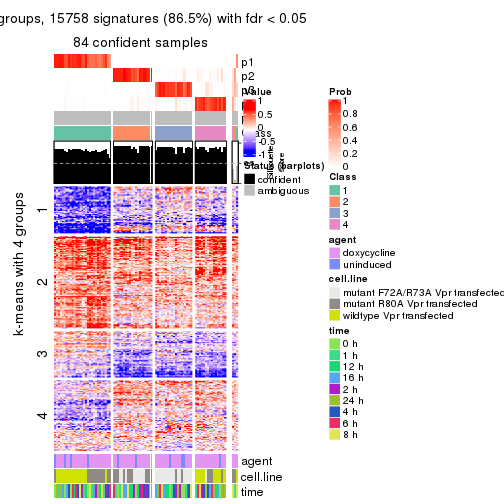 groups, 15758 signatures (86.5%) with fdr < 0.05
84 confident samples
p1
p2
k-means with 4 groups
1
2
3
4
1
0.5
0
-0.5
-1
Status (barplots)
confident
ambiguous
Prob
1
0.8
0.6
0.4
0.2
0
Class
1
2
3
4
agent
doxycycline
uninduced
cell.line
mutant F72A/R73A Vpr transfected
mutant R80A Vpr transfected
wildtype Vpr transfected
time
0 h
1 h
12 h
16 h
2 h
24 h
4 h
6 h
8 h
agent
cell.line
time